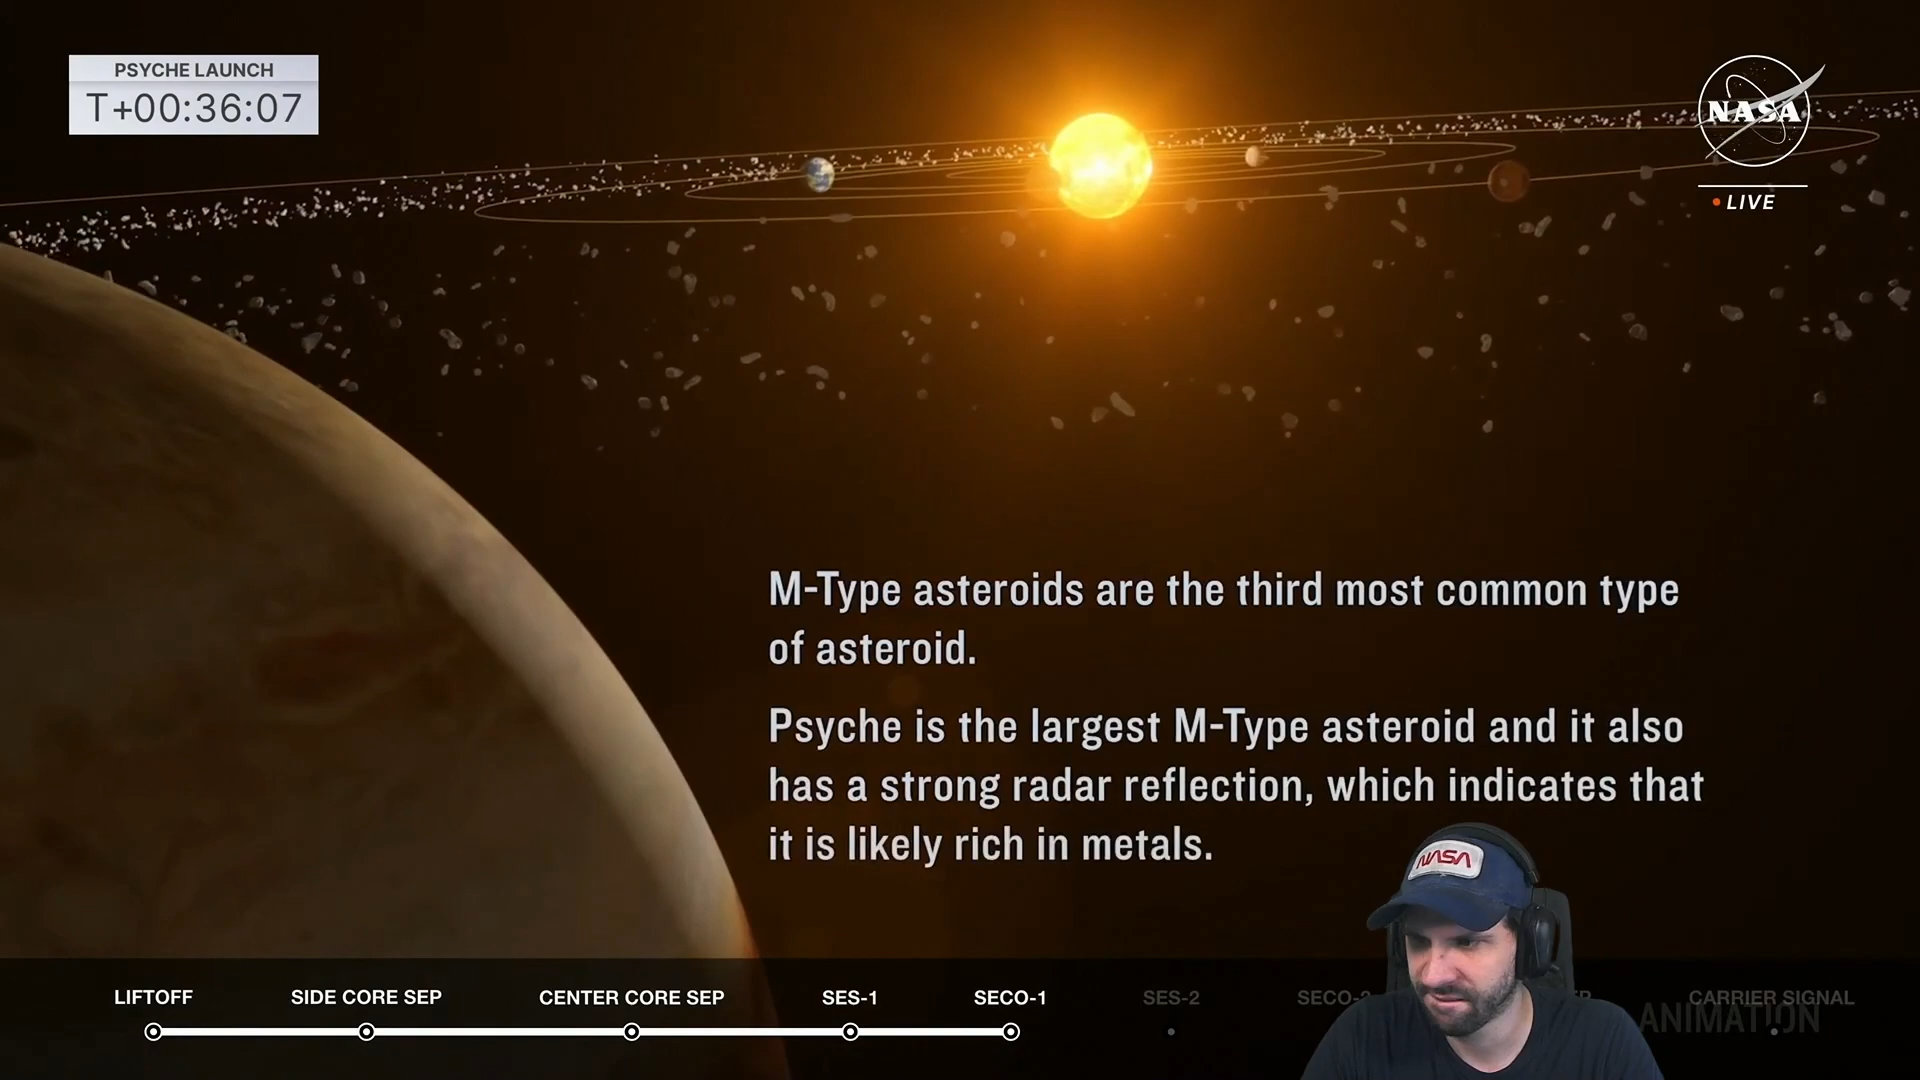 PSYCHE LAUNCH
T+00:36:07
NASA
LIVE
M-Type asteroids are the third most common type
of asteroid.
Psyche is the largest M-Type asteroid and it also
has a strong radar reflection, which indicates that
it is likely rich in metals.
NASA
LIFTOFF
SIDE CORE SEP
CENTER CORE SEP
SES-1
SECO-1
SES-2
CARRIER SIGNAL
ANIMATION